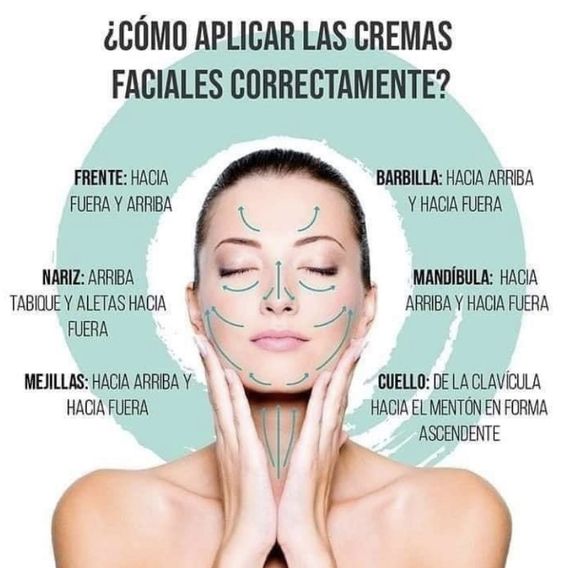 ¿CÓMO APLICAR LAS CREMAS
FACIALES CORRECTAMENTE?
FRENTE: HACIA
FUERA Y ARRIBA
BARBILLA: HACIA ARRIBA
Y HACIA FUERA
NARIZ: ARRIBA
TABIQUE Y ALETAS HACIA
FUERA
MANDÍBULA: HACIA
ARRIBA Y HACIA FUERA
MEJILLAS: HACIA ARRIBA Y
HACIA FUERA
CUELLO: DE LA CLAVÍCULA
HACIA EL MENTÓN EN FORMA
ASCENDENTE